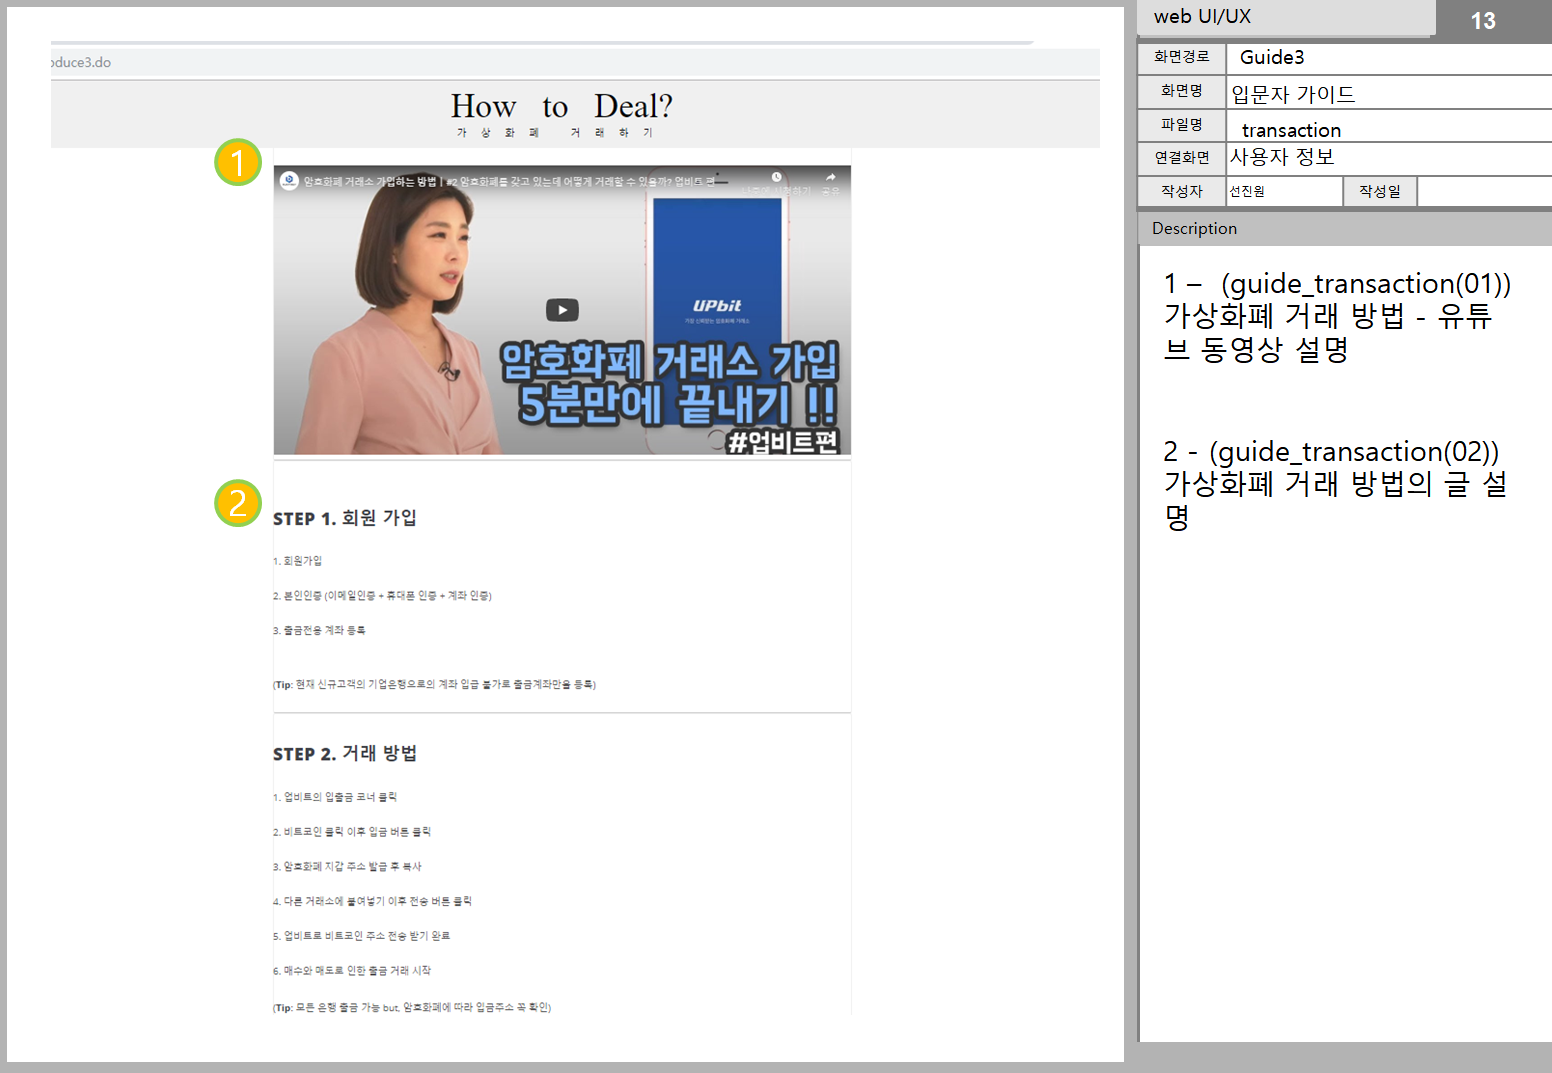 oduce3.do
How to Deal?
가 상 화 폐 거 래 하 기
1
암호화폐 거래소 가입하는 방법 | #2 암호화폐를 갖고 있는데 어떻게 거래할 수 있을까? 업비트 편
나중에 시청하기 공유
UPbit
가장 신뢰받는 암호화폐 거래소
암호화폐 거래소 가입
5분만에 끝내기 !!
#업비트편
2
STEP 1. 회원 가입
1. 회원가입
2. 본인인증 (이메일인증 + 휴대폰 인증 + 계좌 인증)
3. 출금전용 계좌 등록
(Tip: 현재 신규고객의 기업은행으로의 계좌 입금 불가로 출금계좌만을 등록)
STEP 2. 거래 방법
1. 업비트의 입출금 코너 클릭
2. 비트코인 클릭 이후 입금 버튼 클릭
3. 암호화폐 지갑 주소 발급 후 복사
4. 다른 거래소에 붙여넣기 이후 전송 버튼 클릭
5. 업비트로 비트코인 주소 전송 받기 완료
6. 매수와 매도로 인한 출금 거래 시작
(Tip: 모든 은행 출금 가능 but, 암호화폐에 따라 입금주소 꼭 확인)
web UI/UX 13
화면경로 Guide3
화면명 입문자 가이드
파일명 transaction
연결화면 사용자 정보
작성자 선진원 작성일
Description
1 – (guide_transaction(01))
가상화폐 거래 방법 - 유튜
브 동영상 설명
2 - (guide_transaction(02))
가상화폐 거래 방법의 글 설
명